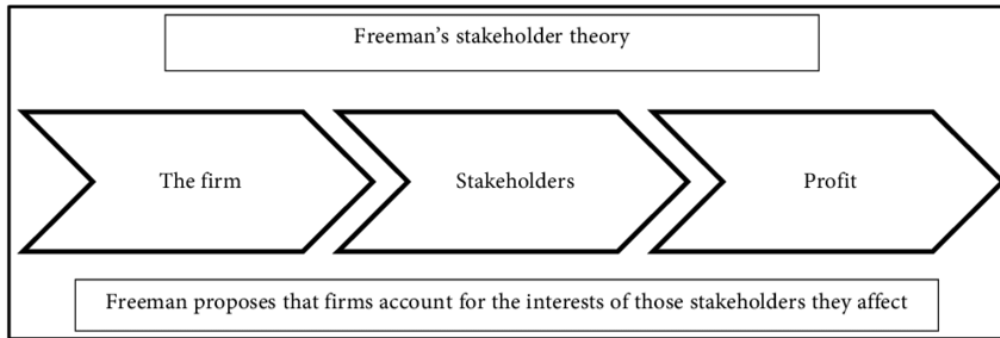 Freeman’s stakeholder theory
The firm
Stakeholders
Profit
Freeman proposes that firms account for the interests of those stakeholders they affect